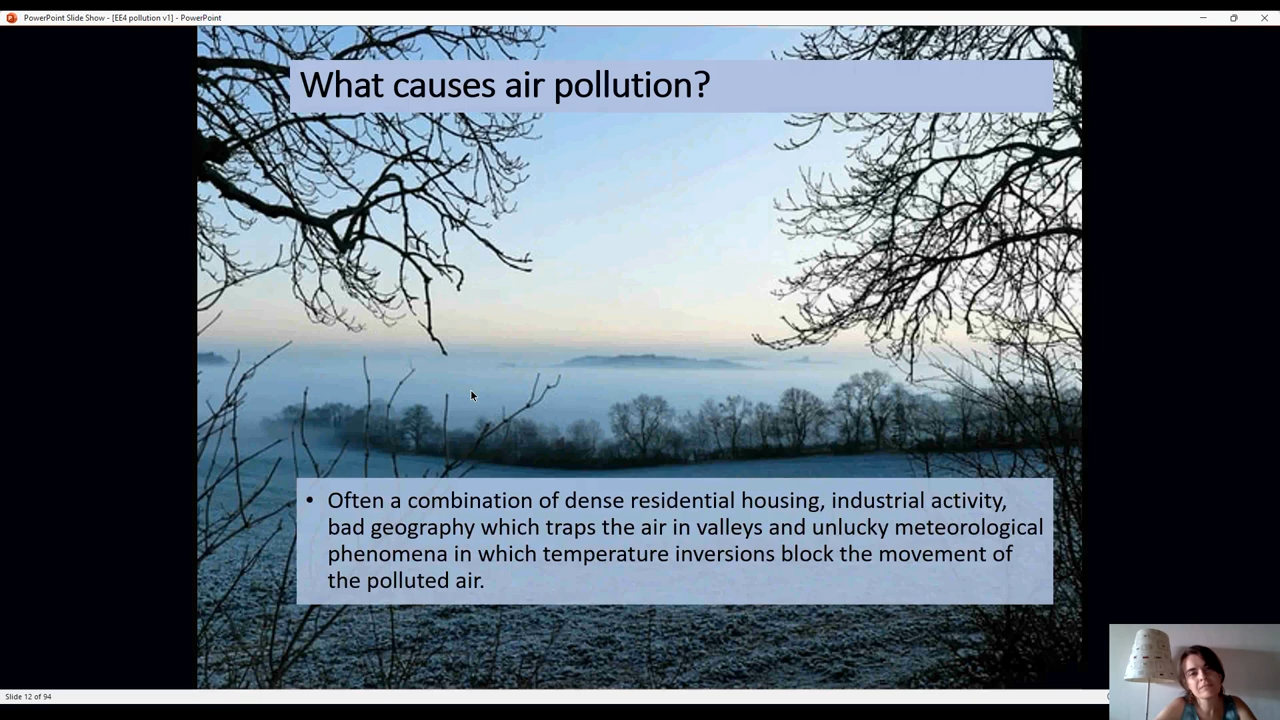 PowerPoint Slide Show - [EE4 pollution v1] - PowerPoint
What causes air pollution?
• Often a combination of dense residential housing, industrial activity,
bad geography which traps the air in valleys and unlucky meteorological
phenomena in which temperature inversions block the movement of
the polluted air.
Slide 12 of 94